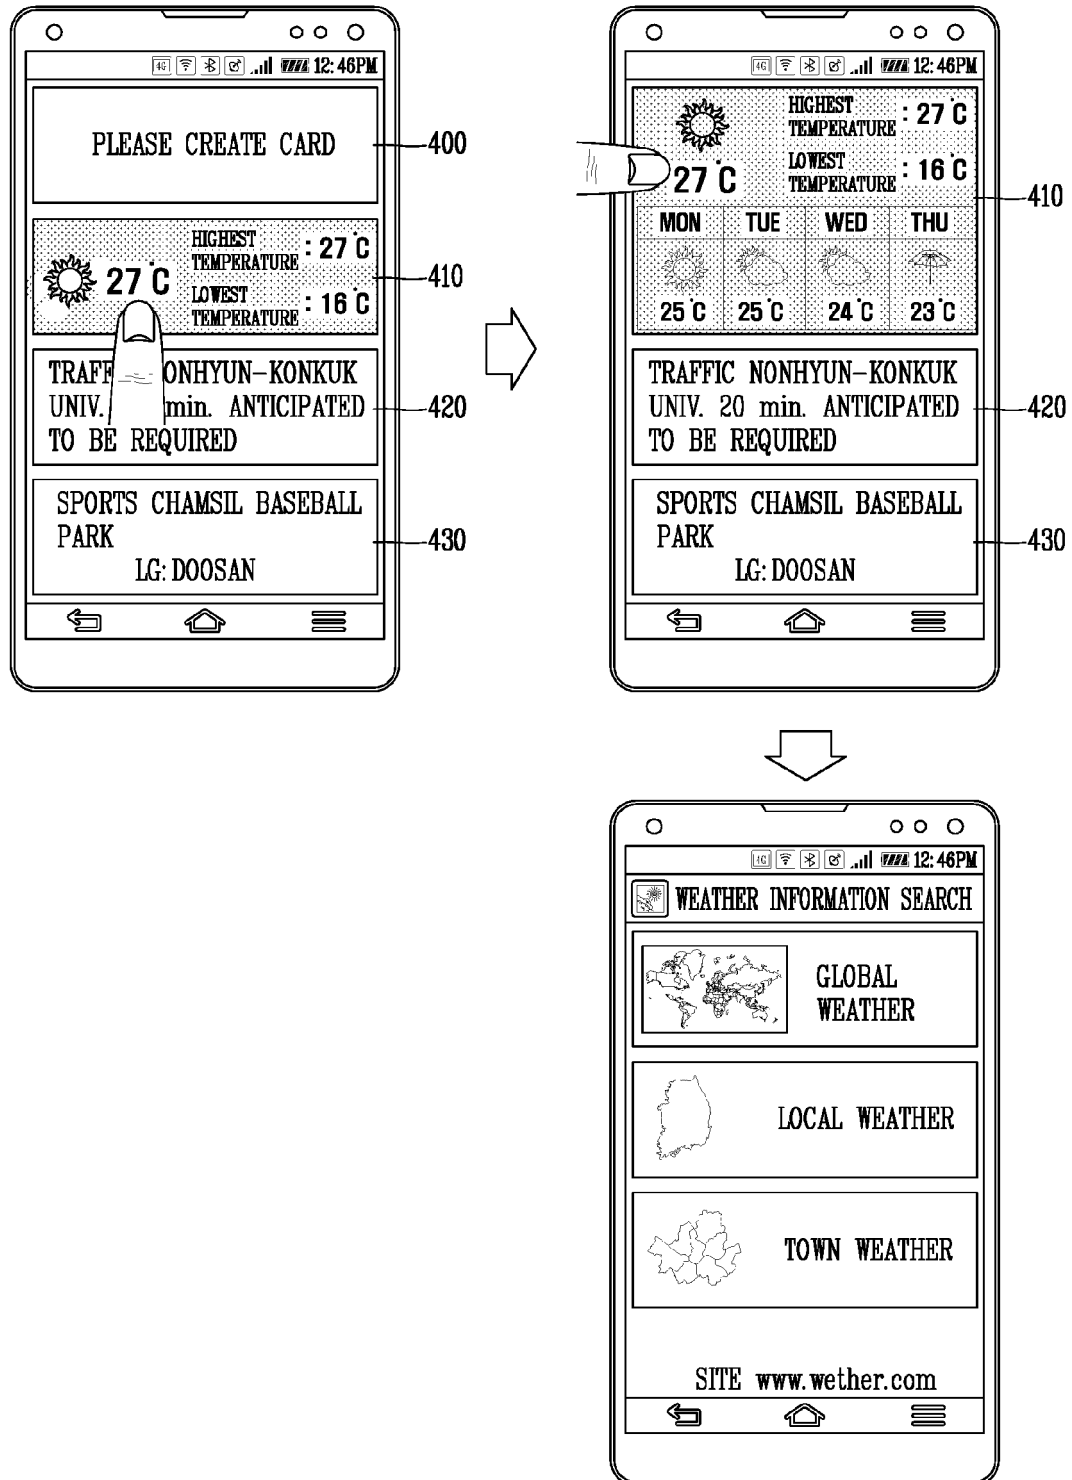 4G 12:46PM
PLEASE CREATE CARD
400
27°C
HIGHEST TEMPERATURE : 27°C
LOWEST TEMPERATURE : 16°C
410
TRAFF ONHYUN-KONKUK
UNIV. min. ANTICIPATED
TO BE REQUIRED
420
SPORTS CHAMSIL BASEBALL
PARK
LG:DOOSAN
430
4G 12:46PM
27°C
HIGHEST TEMPERATURE : 27°C
LOWEST TEMPERATURE : 16°C
410
MON TUE WED THU
25°C 25°C 24°C 23°C
TRAFFIC NONHYUN-KONKUK
UNIV. 20 min. ANTICIPATED
TO BE REQUIRED
420
SPORTS CHAMSIL BASEBALL
PARK
LG:DOOSAN
430
4G 12:46PM
WEATHER INFORMATION SEARCH
GLOBAL
WEATHER
LOCAL WEATHER
TOWN WEATHER
SITE www.wether.com